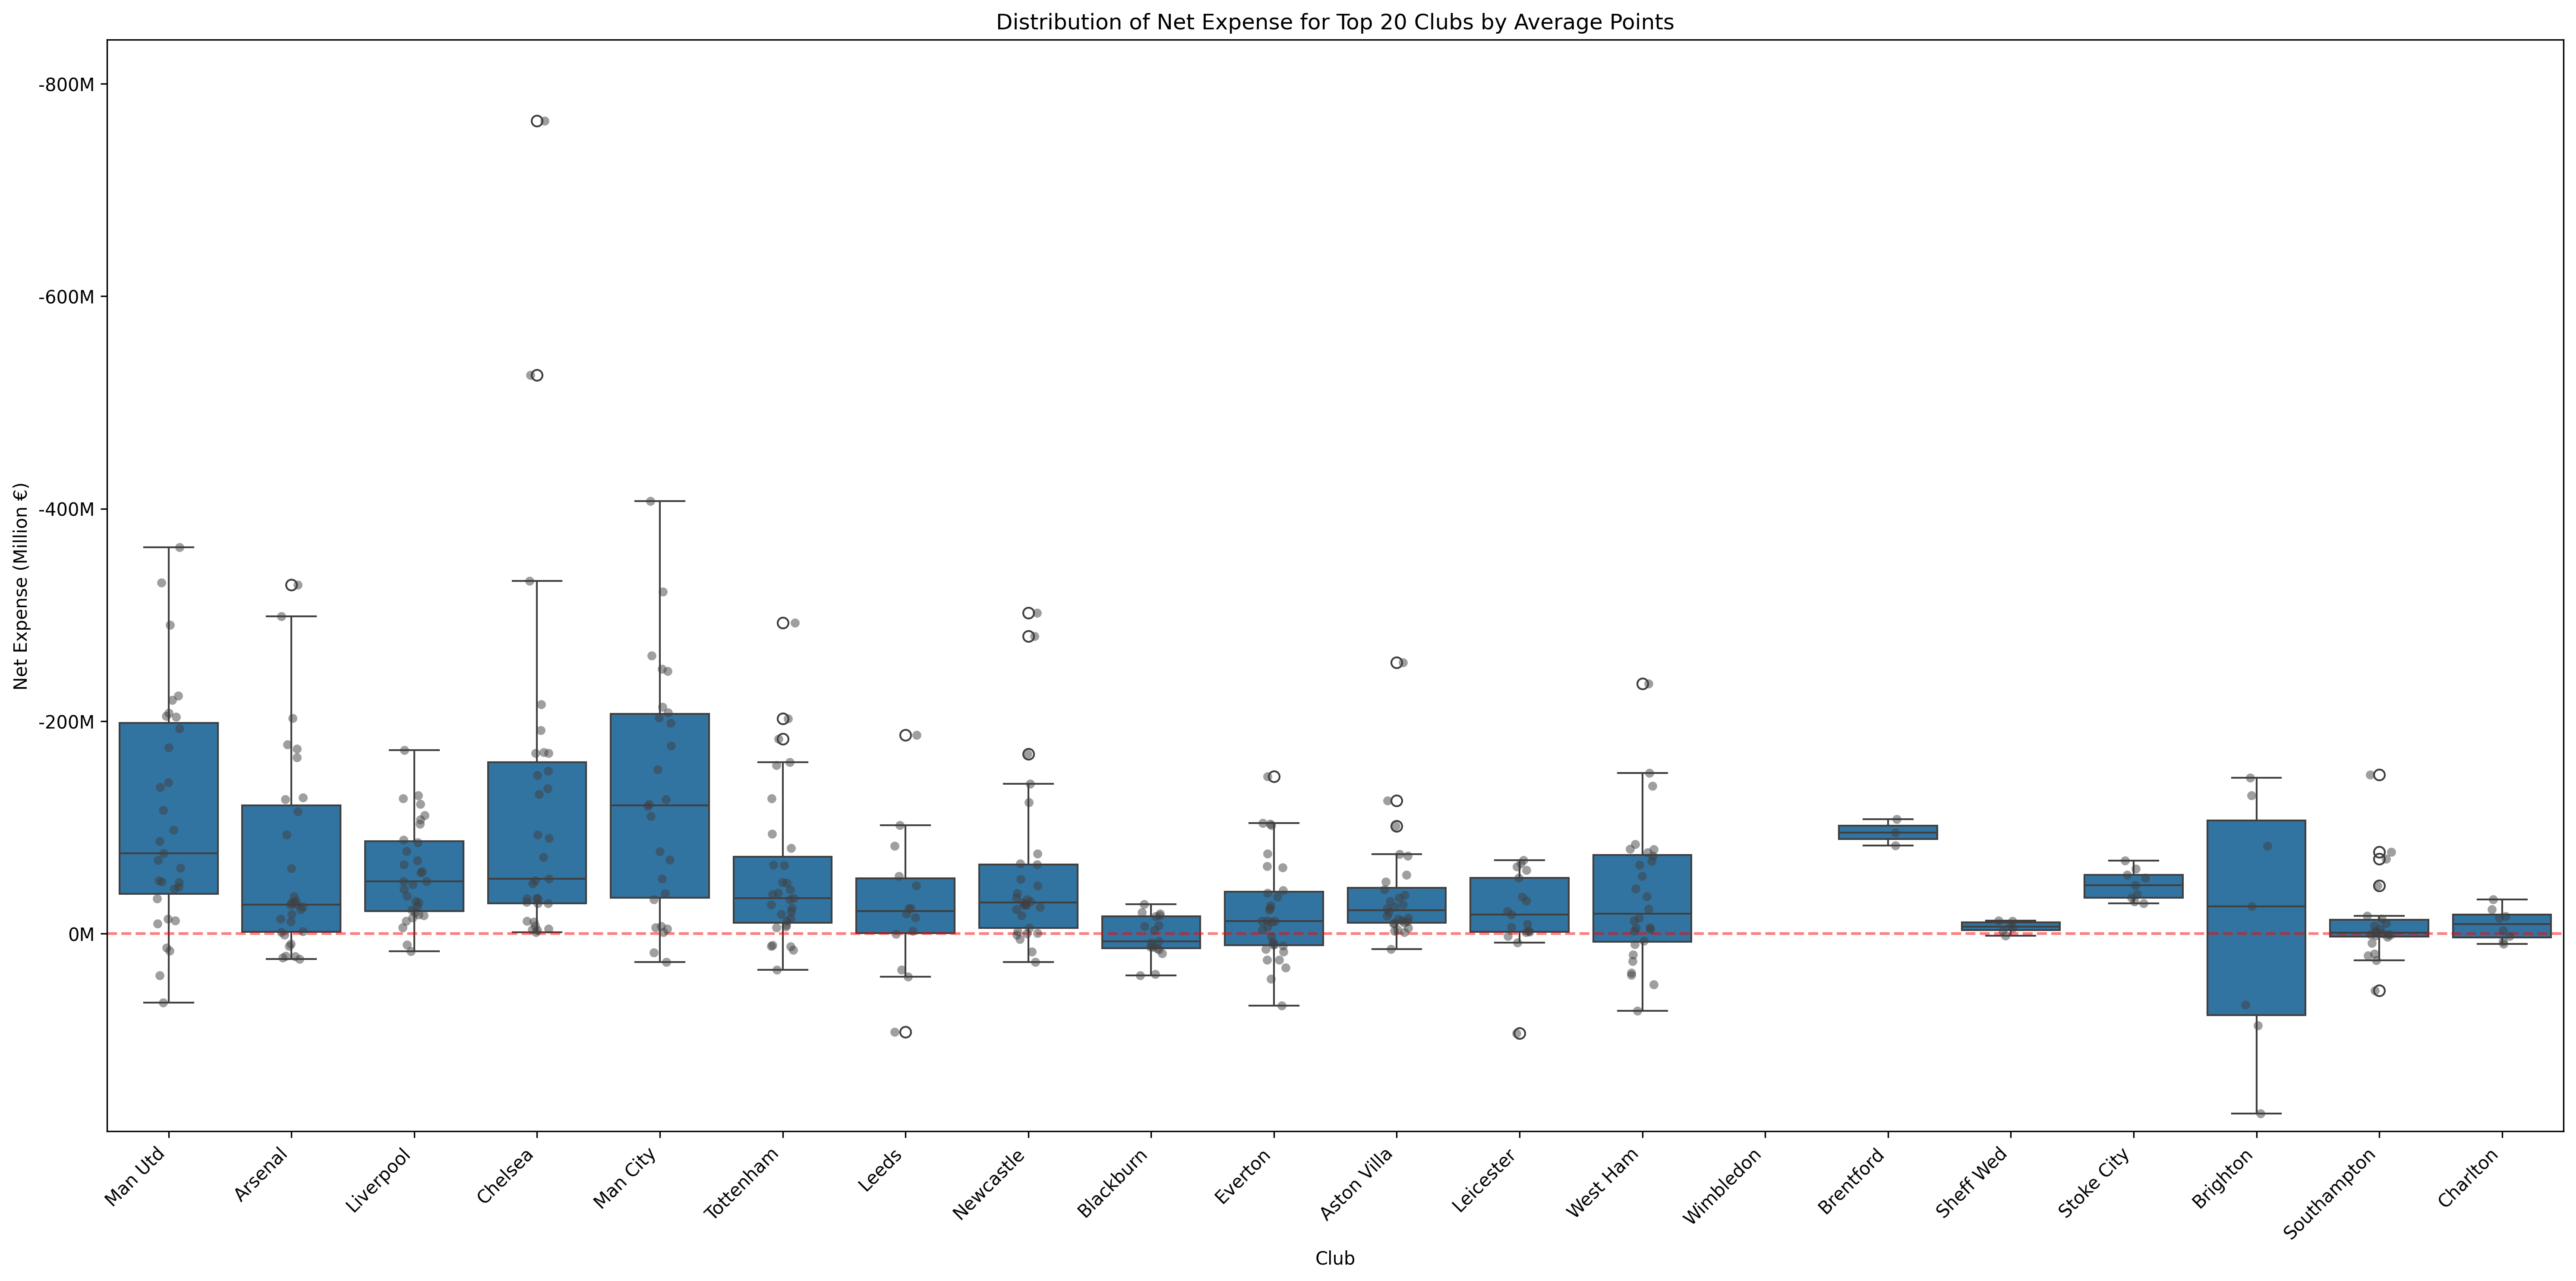 Distribution of Net Expense for Top 20 Clubs by Average Points
Net Expense (Million €)
-800M
-600M
-400M
-200M
0M
Man Utd
Arsenal
Liverpool
Chelsea
Man City
Tottenham
Leeds
Newcastle
Blackburn
Everton
Aston Villa
Leicester
West Ham
Wimbledon
Brentford
Sheff Wed
Stoke City
Brighton
Southampton
Charlton
Club